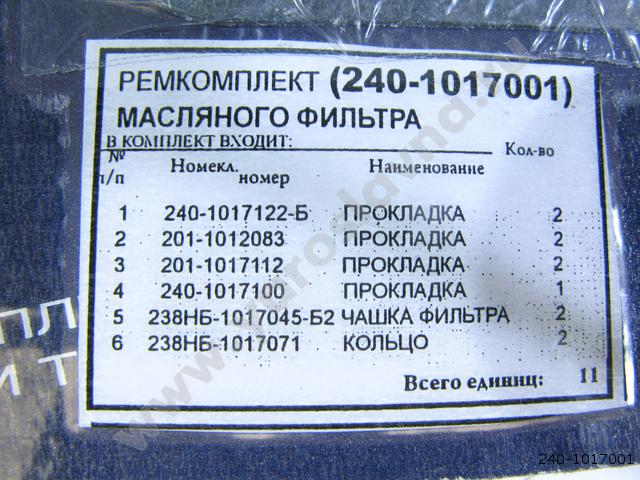 РЕМКОМПЛЕКТ (240-1017001)
МАСЛЯНОГО ФИЛЬТРА
В КОМПЛЕКТ ВХОДИТ:
№ п/п Номекл. номер Наименование Кол-во
1 240-1017122-Б ПРОКЛАДКА 2
2 201-1012083 ПРОКЛАДКА 2
3 201-1017112 ПРОКЛАДКА 2
4 240-1017100 ПРОКЛАДКА 1
5 238НБ-1017045-Б2 ЧАШКА ФИЛЬТРА 2
6 238НБ-1017071 КОЛЬЦО 2
Всего единиц: 11
ПЛ
И Т
240-1017001